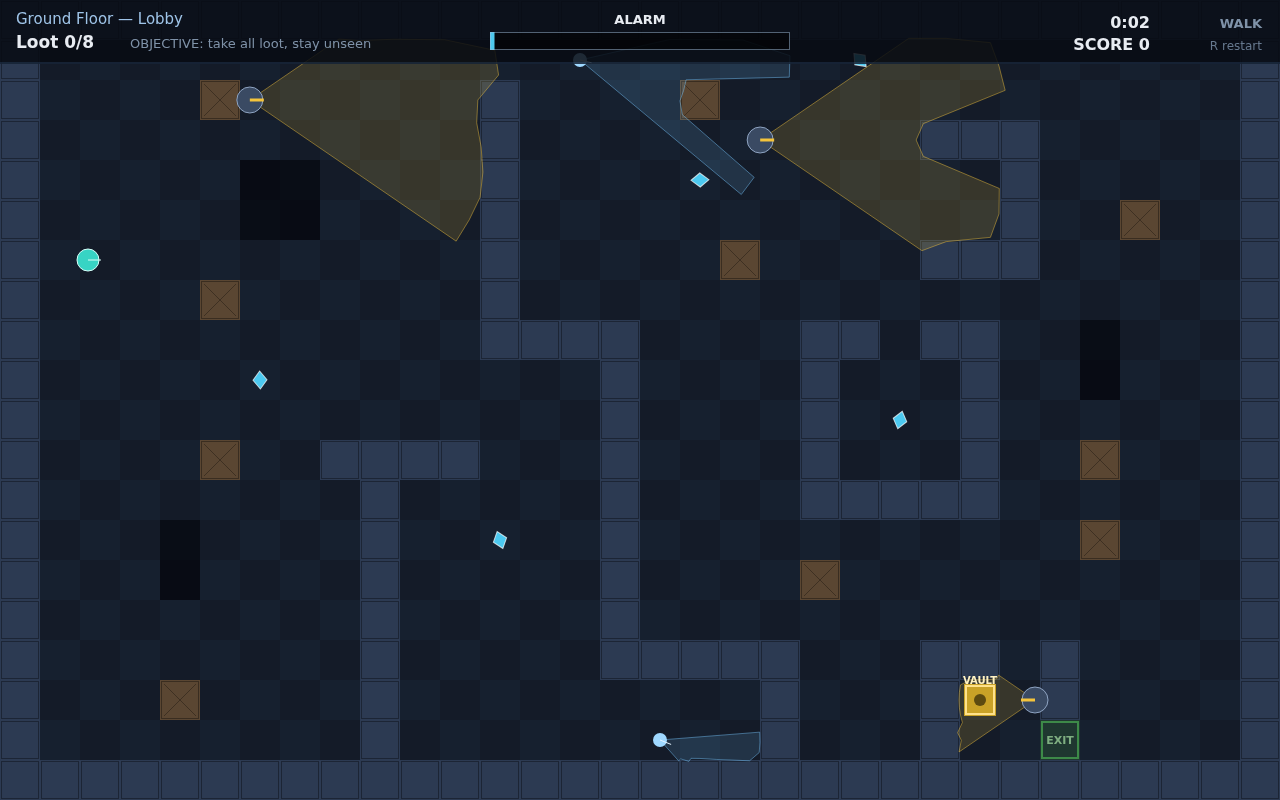 Ground Floor — Lobby
Loot 0/8
OBJECTIVE: take all loot, stay unseen
ALARM
0:02
SCORE 0
WALK
R restart
VAULT
EXIT